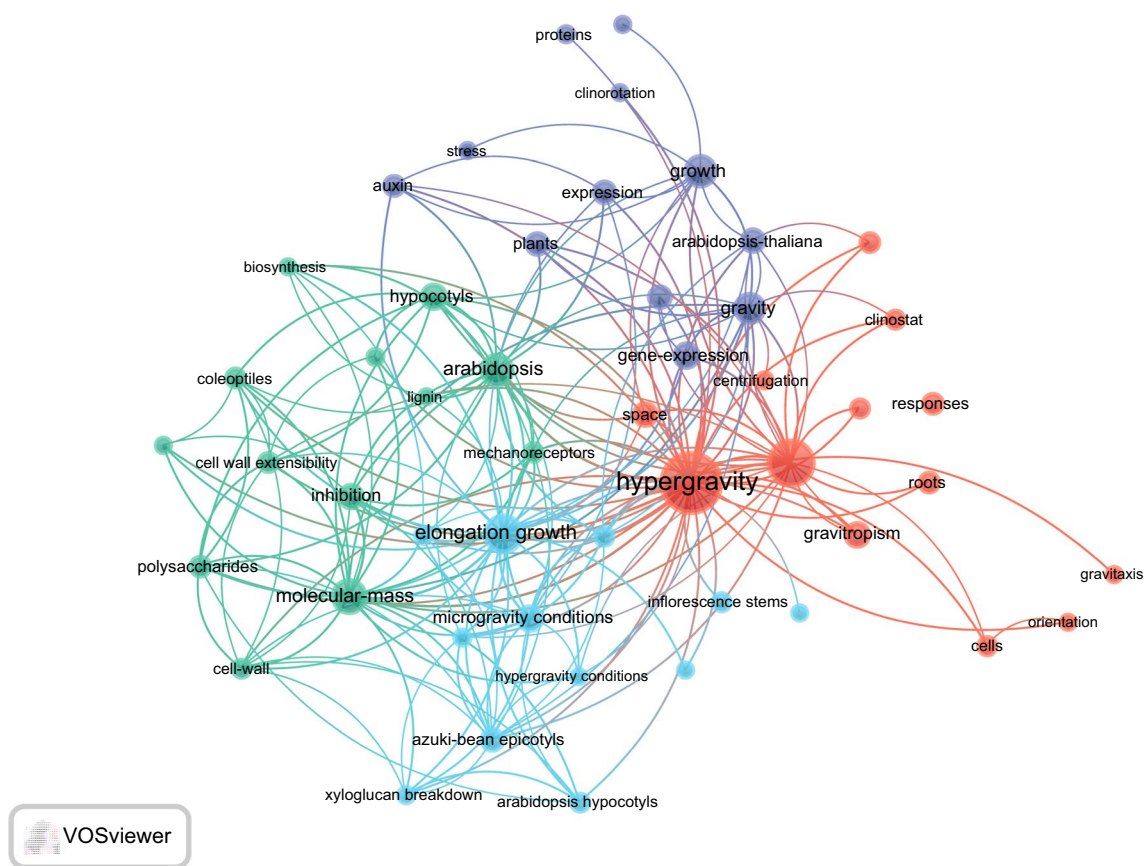 proteins
clinorotation
stress
growth
auxin
expression
plants
arabidopsis-thaliana
biosynthesis
hypocotyls
gravity
clinostat
gene-expression
arabidopsis
coleoptiles
centrifugation
lignin
responses
space
mechanoreceptors
cell wall extensibility
hypergravity
roots
inhibition
elongation growth
gravitropism
polysaccharides
gravitaxis
molecular-mass
inflorescence stems
microgravity conditions
orientation
cells
cell-wall
hypergravity conditions
azuki-bean epicotyls
xyloglucan breakdown
arabidopsis hypocotyls
VOSviewer